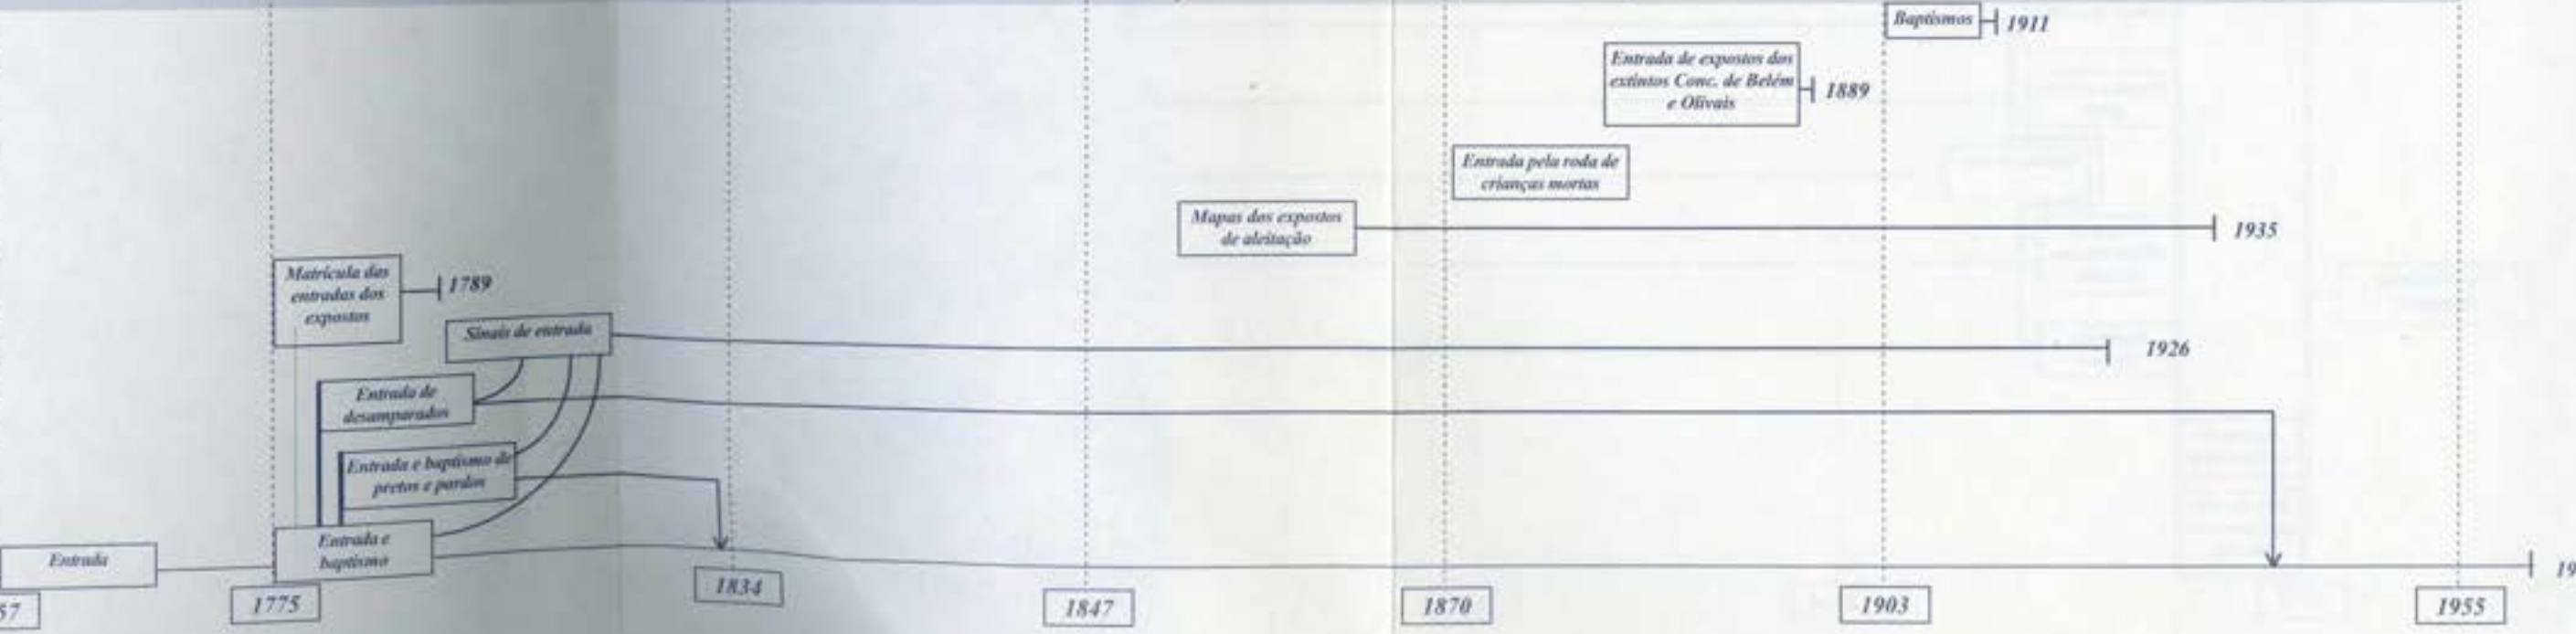 Baptismos
1911
Entrada de expostos dos
extintos Conc. de Belém
e Olivais
1889
Entrada pela roda de
crianças mortas
Mapas dos expostos
de aleitação
1935
Matrícula das
entradas dos
expostos
1789
Sinais de entrada
1926
Entrada de
desamparados
Entrada e baptismo de
pretos e pardos
Entrada e
baptismo
Entrada
19
57
1775
1834
1847
1870
1903
1955